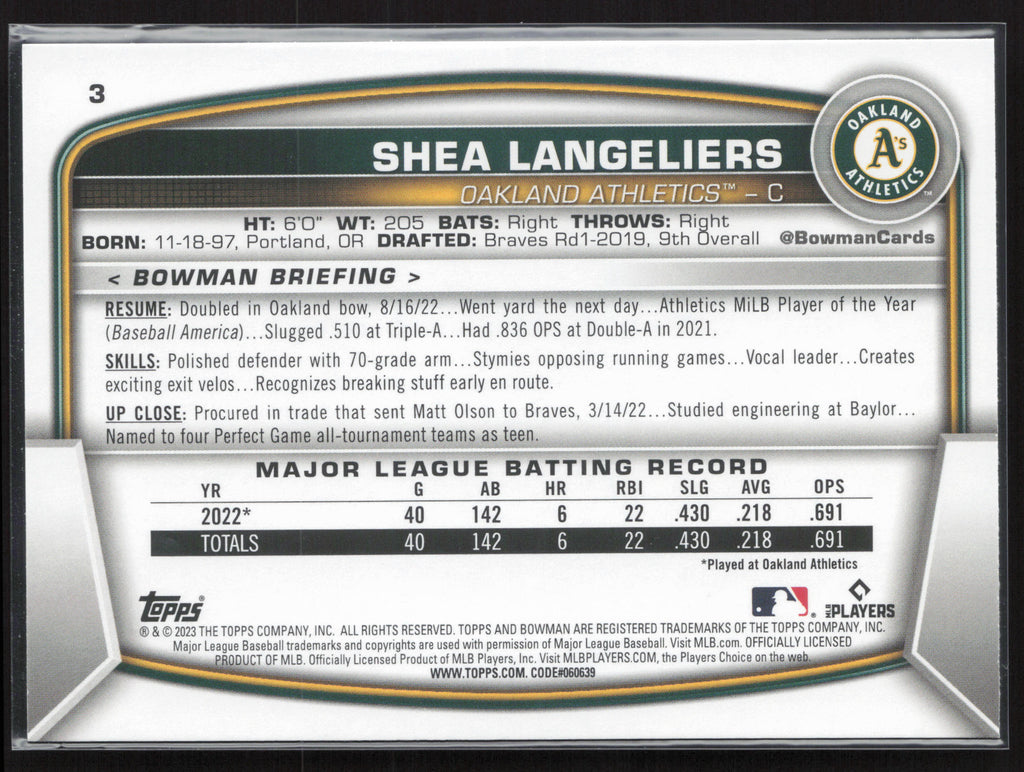 3
OAKLAND
A's
ATHLETICS™
SHEA LANGELIERS
OAKLAND ATHLETICS™ – C
HT: 6'0" WT: 205 BATS: Right THROWS: Right
BORN: 11-18-97, Portland, OR DRAFTED: Braves Rd1-2019, 9th Overall @BowmanCards
< BOWMAN BRIEFING >
RESUME: Doubled in Oakland bow, 8/16/22...Went yard the next day...Athletics MiLB Player of the Year
(Baseball America)...Slugged .510 at Triple-A...Had .836 OPS at Double-A in 2021.
SKILLS: Polished defender with 70-grade arm...Stymies opposing running games...Vocal leader...Creates
exciting exit velos...Recognizes breaking stuff early en route.
UP CLOSE: Procured in trade that sent Matt Olson to Braves, 3/14/22...Studied engineering at Baylor...
Named to four Perfect Game all-tournament teams as teen.
MAJOR LEAGUE BATTING RECORD
YR G AB HR RBI SLG AVG OPS
2022* 40 142 6 22 .430 .218 .691
TOTALS 40 142 6 22 .430 .218 .691
*Played at Oakland Athletics
Topps®
® MLB PLAYERS
® & © 2023 THE TOPPS COMPANY, INC. ALL RIGHTS RESERVED. TOPPS AND BOWMAN ARE REGISTERED TRADEMARKS OF THE TOPPS COMPANY, INC.
Major League Baseball trademarks and copyrights are used with permission of Major League Baseball. Visit MLB.com. OFFICIALLY LICENSED
PRODUCT OF MLB. Officially Licensed Product of MLB Players, Inc. Visit MLBPLAYERS.COM, the Players Choice on the web.
WWW.TOPPS.COM. CODE#060639